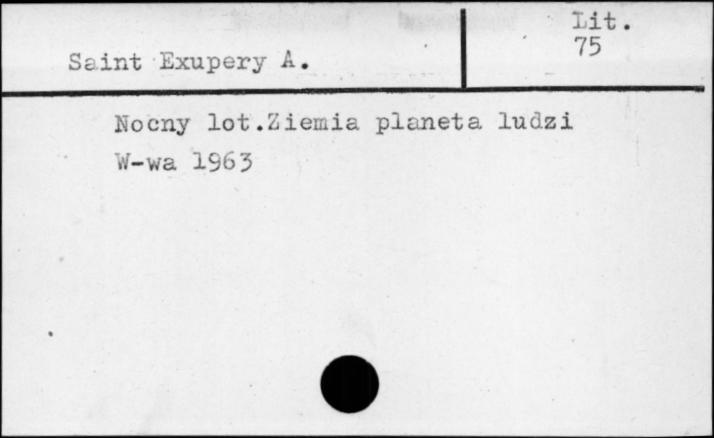 Lit.
75
Saint Exupery A.
Nocny lot.Ziemia planeta ludzi
W-wa 1963